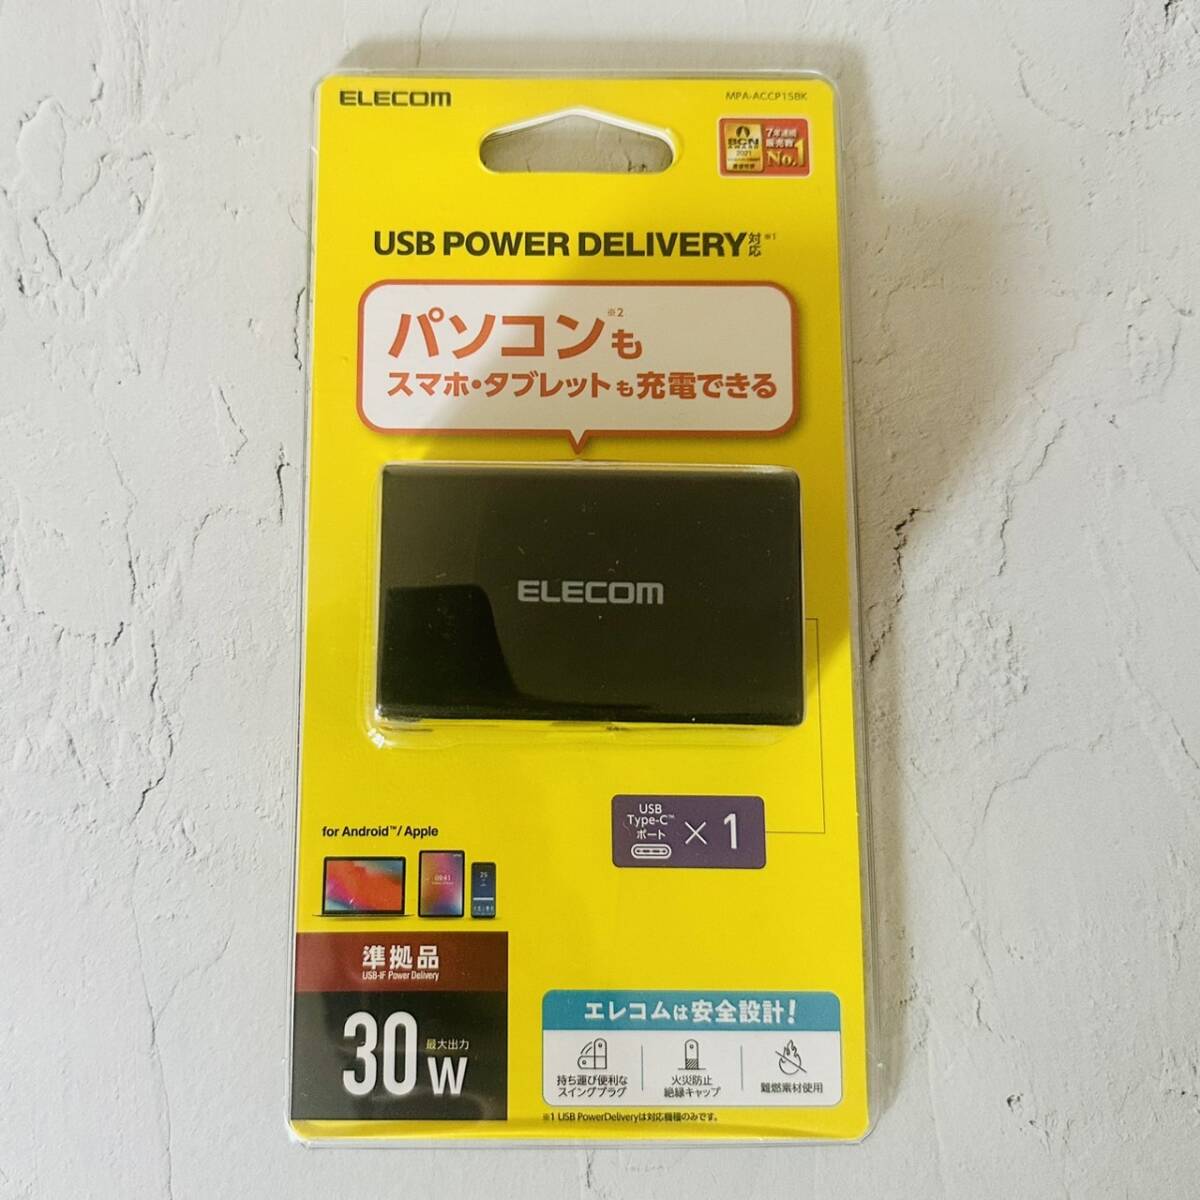 ELECOM
MPA-ACCP15BK
BCN
AWARD
2021
7年連続
販売数
No.1
USB POWER DELIVERY対応※1
パソコン※2も
スマホ・タブレットも充電できる
ELECOM
USB
Type-C™
ポート
×1
for Android™/Apple
09:41
準拠品
USB-IF Power Delivery
30W
最大出力
エレコムは安全設計!
持ち運び便利な
スイングプラグ
火災防止
絶縁キャップ
難燃素材使用
※1 USB PowerDeliveryは対応機種のみです。